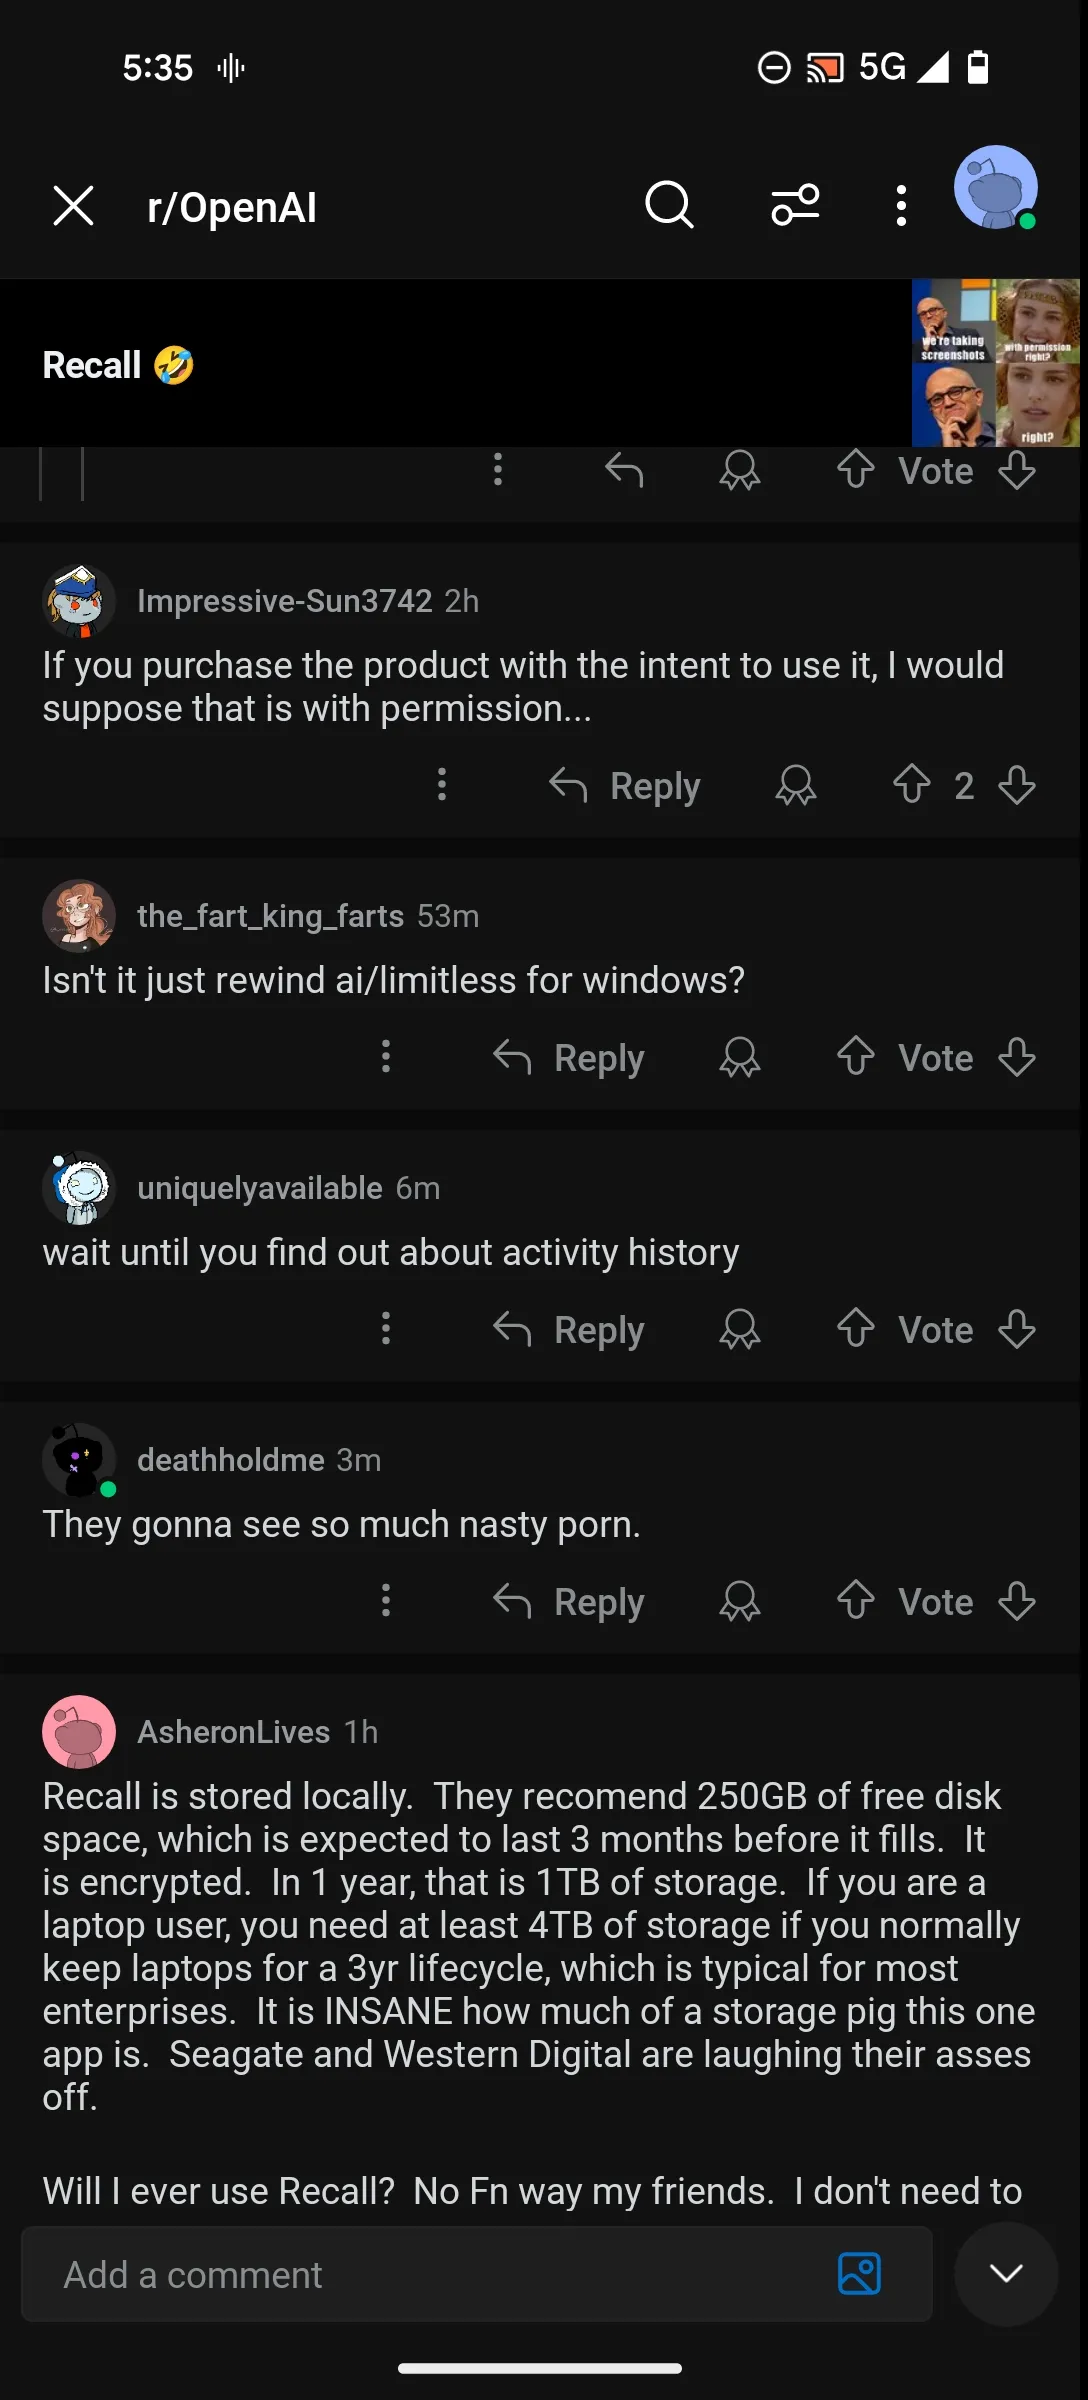 5:35
5G
r/OpenAI
Recall 🤣
we're taking
screenshots
with permission
right?
right?
Vote
Impressive-Sun3742 2h
If you purchase the product with the intent to use it, I would
suppose that is with permission...
Reply
2
the_fart_king_farts 53m
Isn't it just rewind ai/limitless for windows?
Reply
Vote
uniquelyavailable 6m
wait until you find out about activity history
Reply
Vote
deathholdme 3m
They gonna see so much nasty porn.
Reply
Vote
AsheronLives 1h
Recall is stored locally.  They recomend 250GB of free disk
space, which is expected to last 3 months before it fills.  It
is encrypted.  In 1 year, that is 1TB of storage.  If you are a
laptop user, you need at least 4TB of storage if you normally
keep laptops for a 3yr lifecycle, which is typical for most
enterprises.  It is INSANE how much of a storage pig this one
app is.  Seagate and Western Digital are laughing their asses
off.
Will I ever use Recall?  No Fn way my friends.  I don't need to
Add a comment